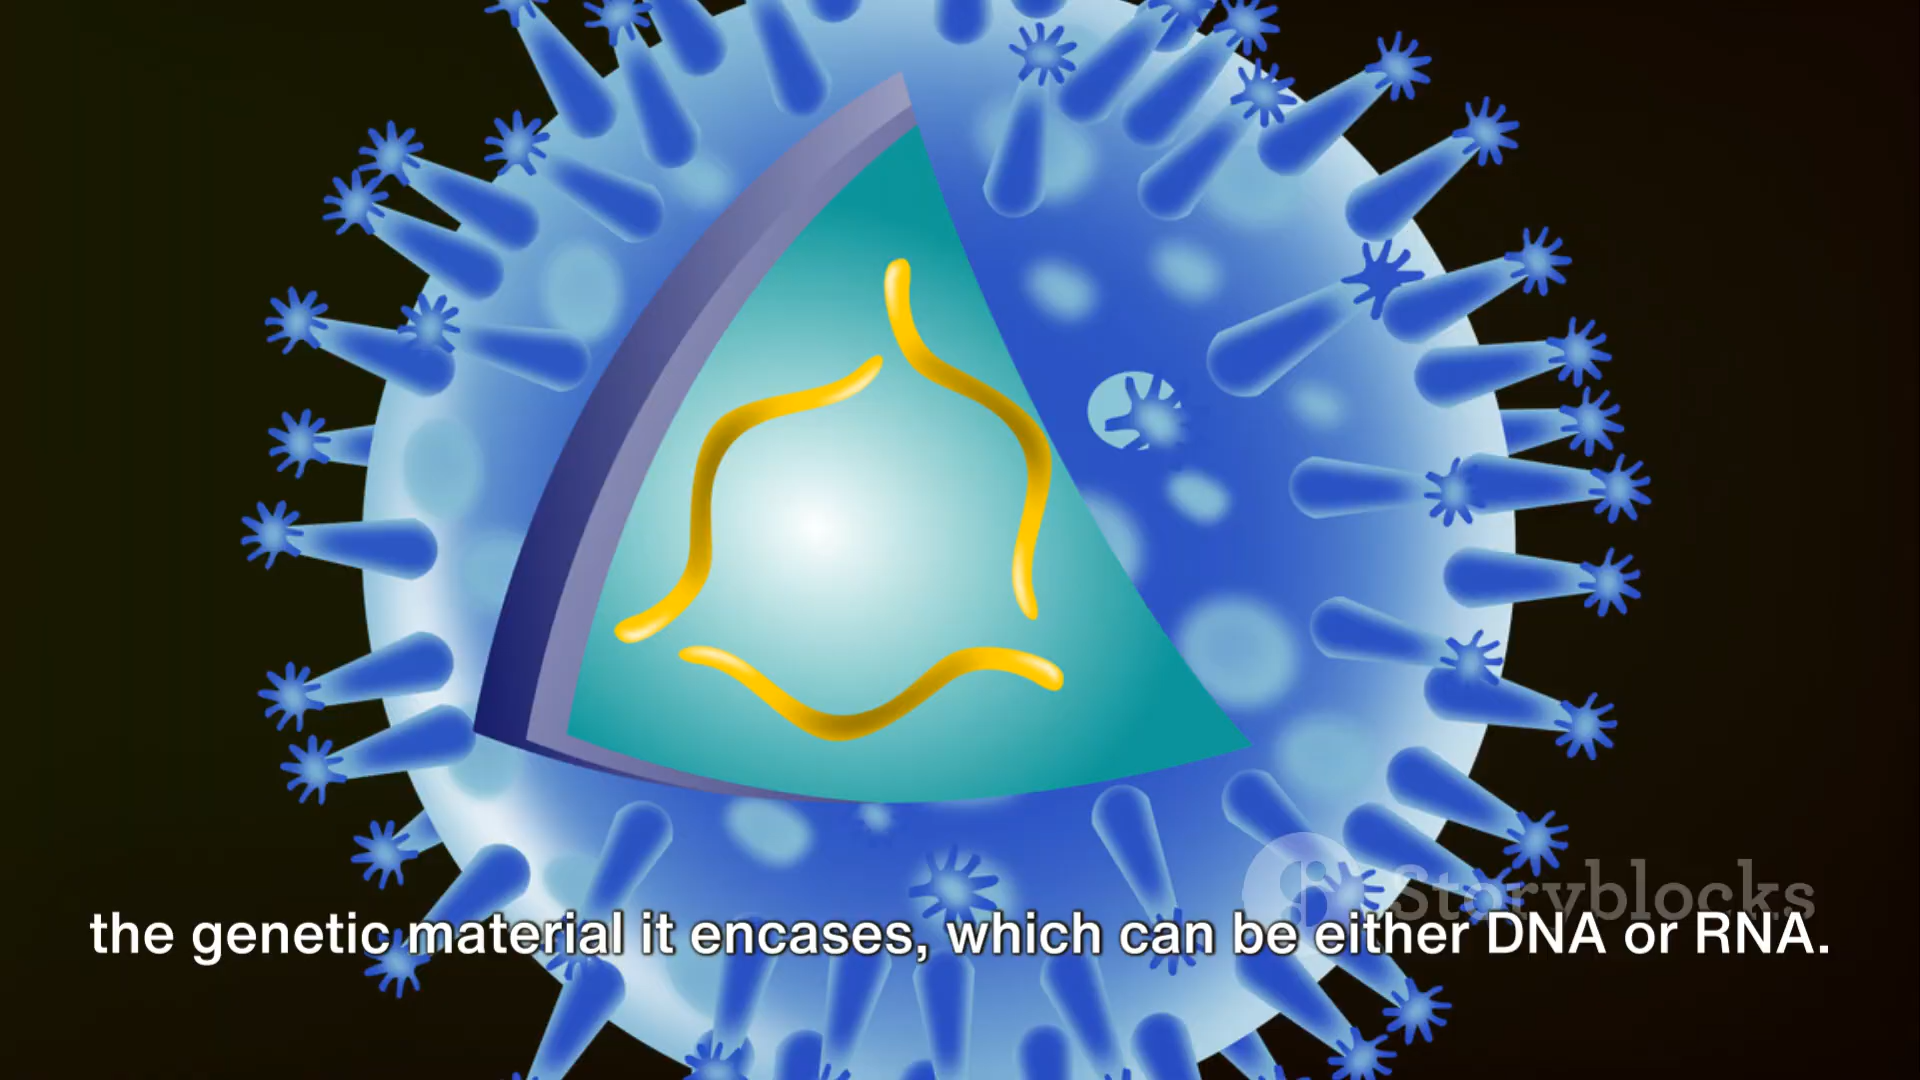 Storyblocks
the genetic material it encases, which can be either DNA or RNA.